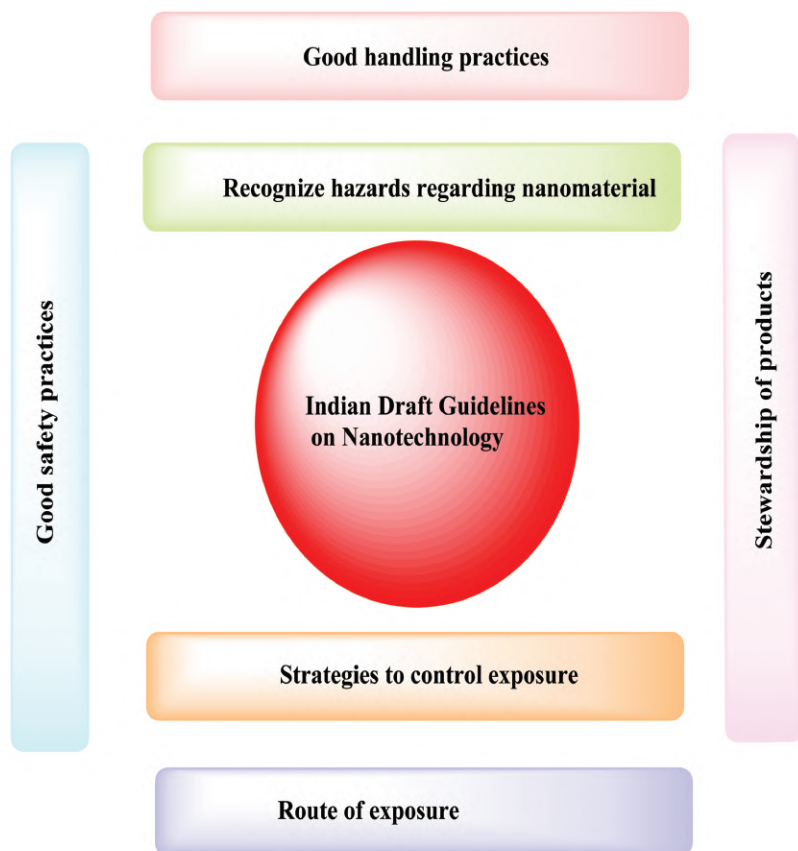 Good handling practices
Recognize hazards regarding nanomaterial
Good safety practices
Indian Draft Guidelines
on Nanotechnology
Stewardship of products
Strategies to control exposure
Route of exposure